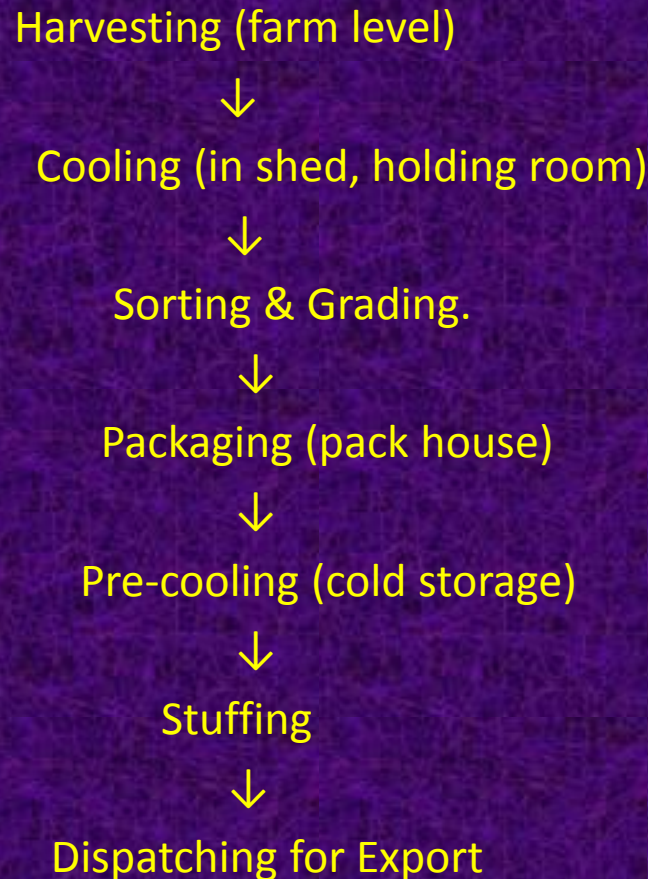 Harvesting (farm level)
↓
Cooling (in shed, holding room)
↓
Sorting & Grading.
↓
Packaging (pack house)
↓
Pre-cooling (cold storage)
↓
Stuffing
↓
Dispatching for Export